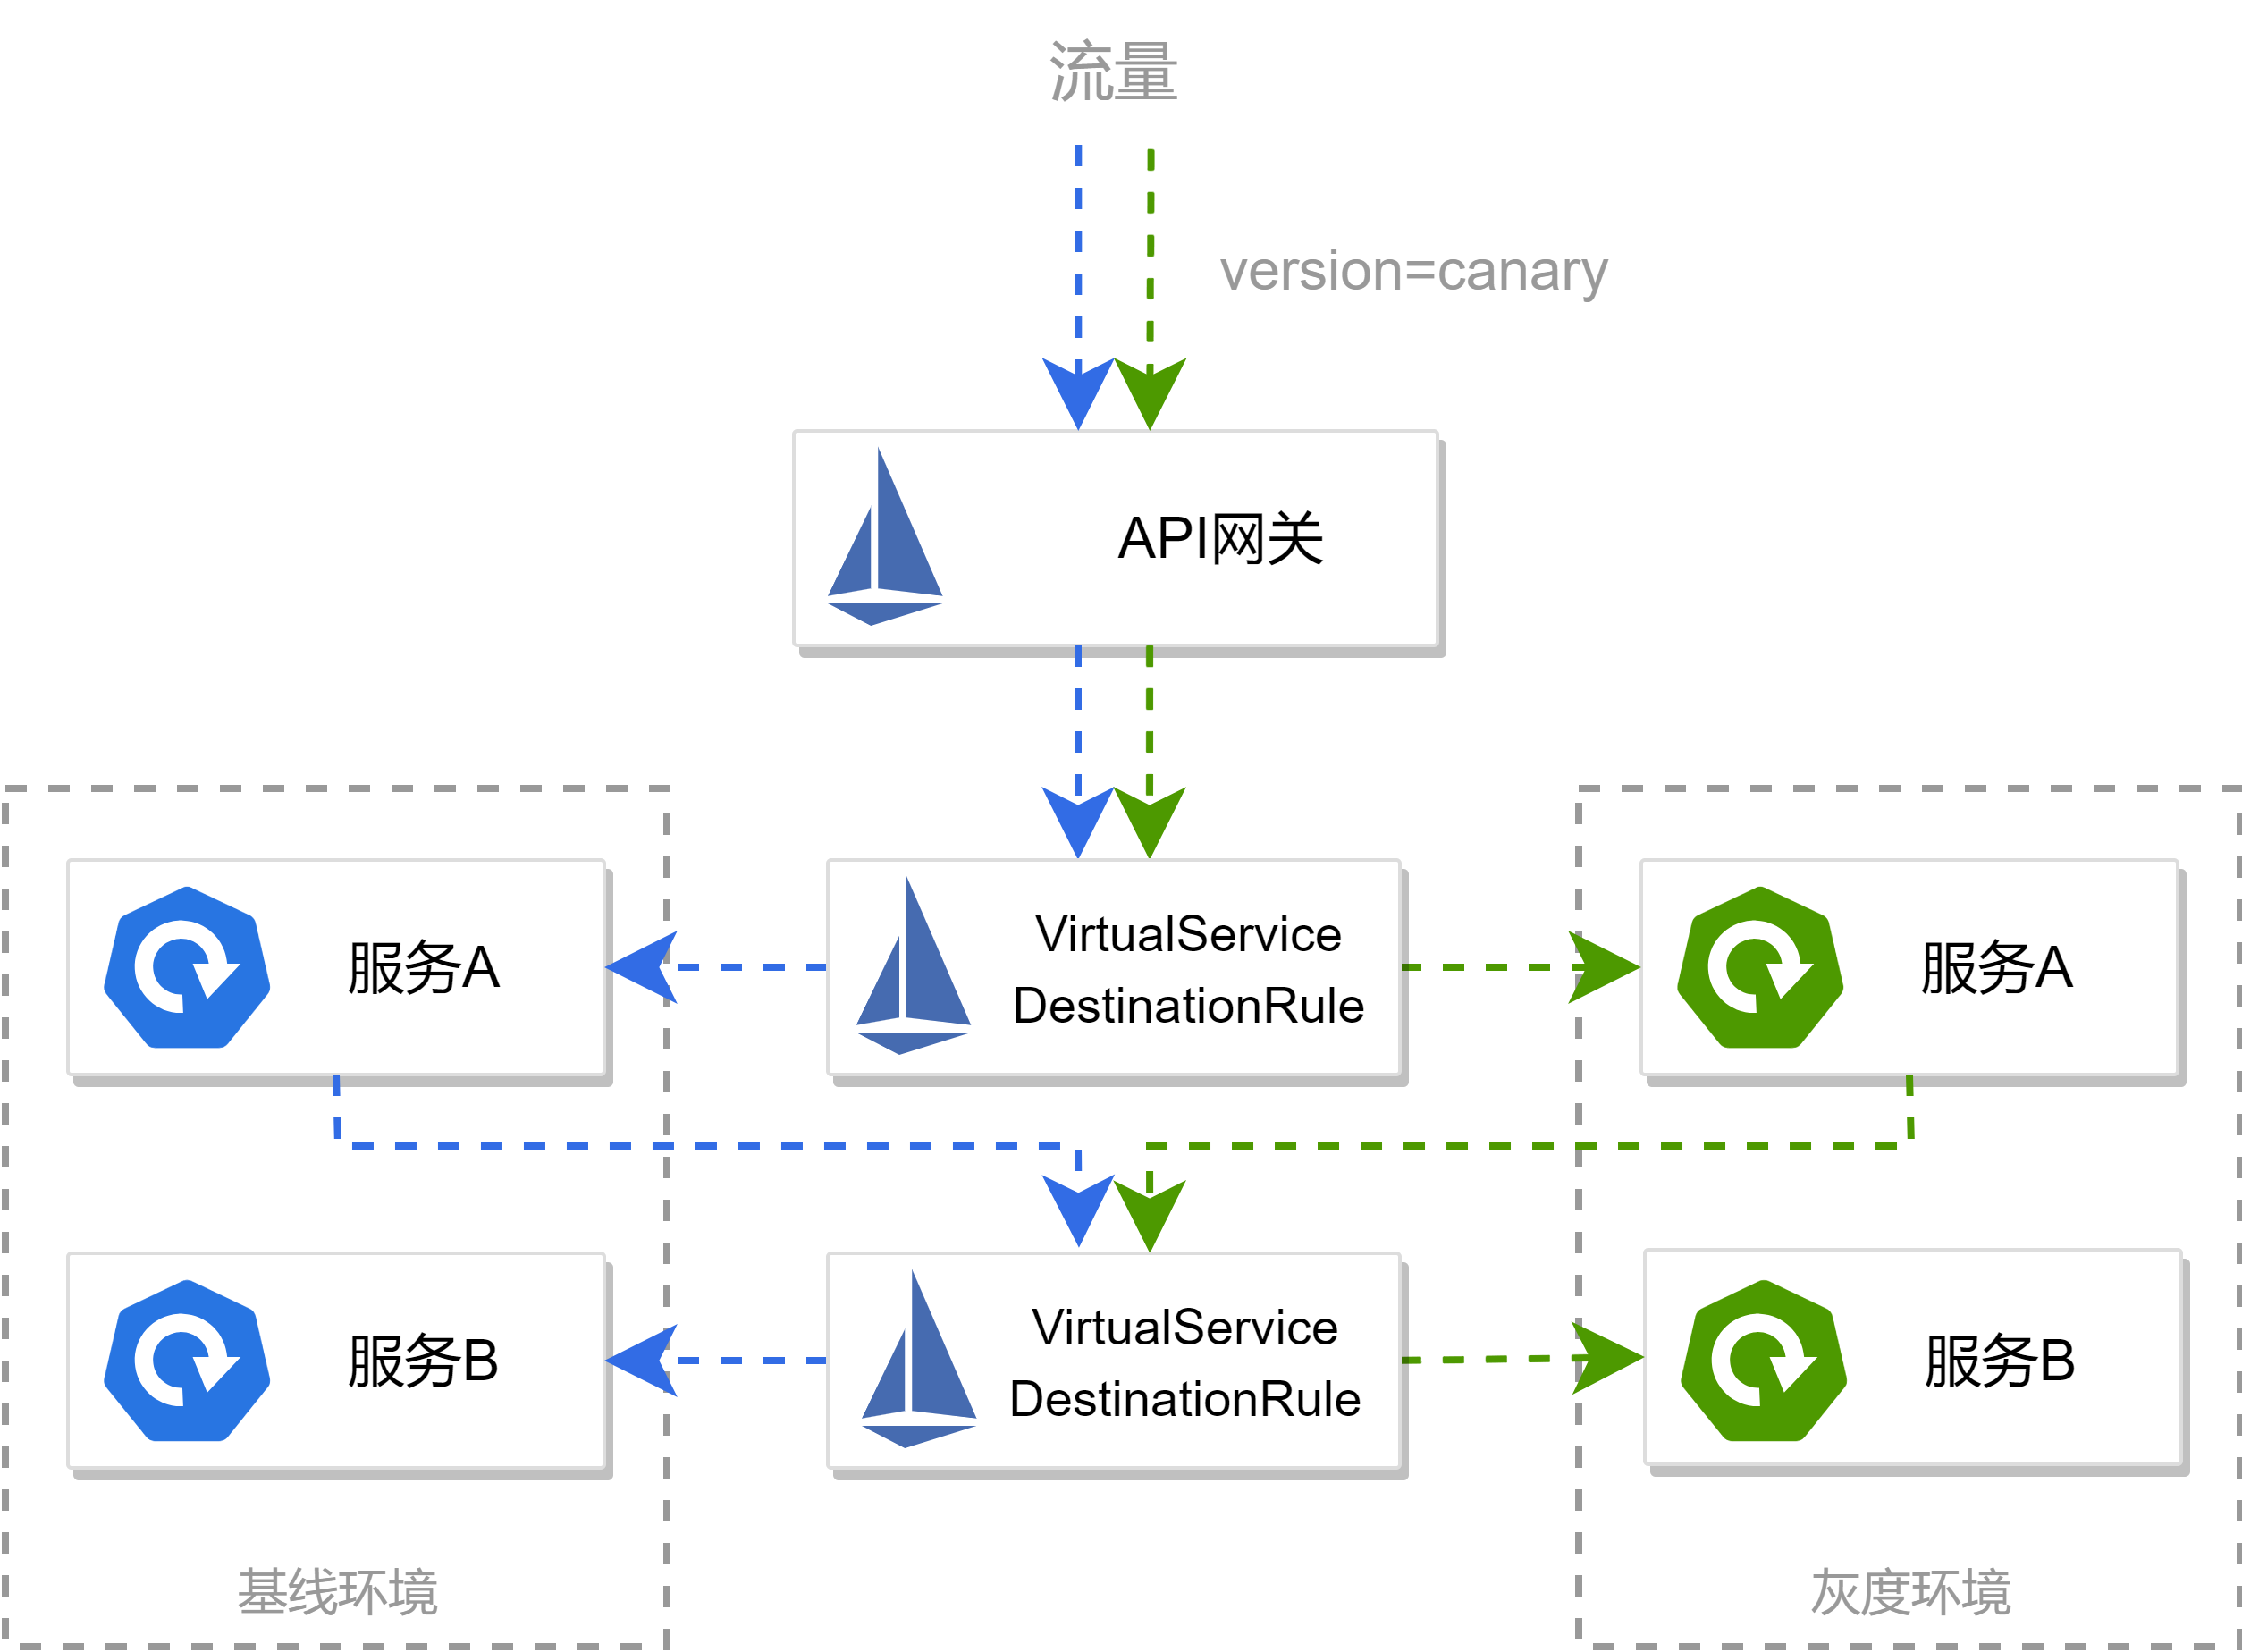 流量
version=canary
API网关
服务A
VirtualService
DestinationRule
服务A
服务B
VirtualService
DestinationRule
服务B
基线环境
灰度环境